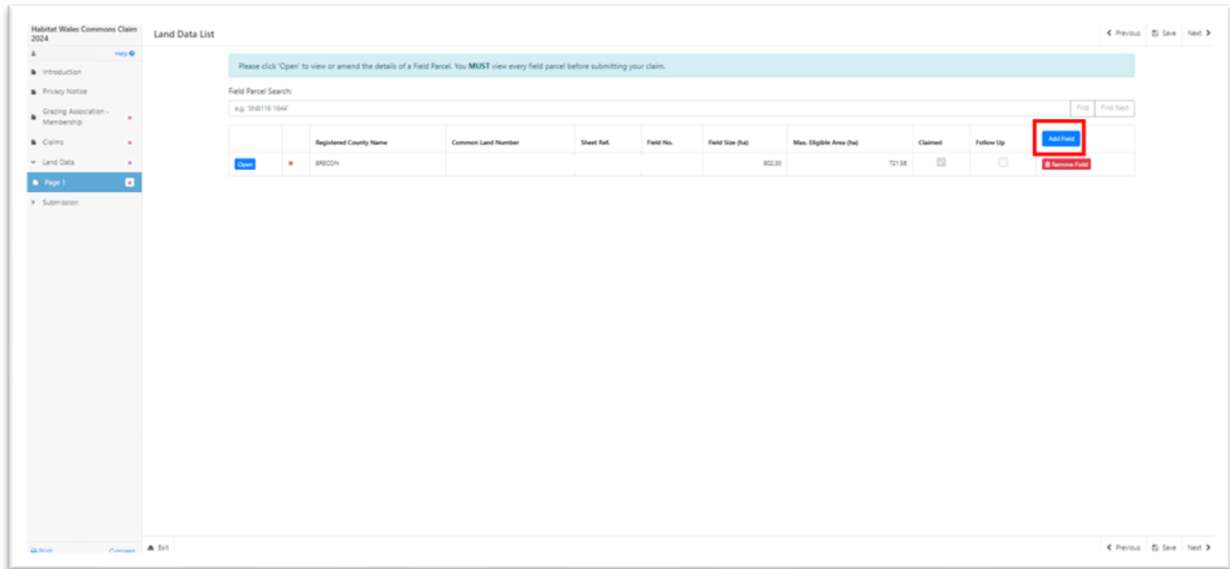 Habitat Wales Commons Claim
2024
Help
Introduction
Privacy Notice
Grazing Association -
Membership
Claims
Land Data
Page 1
Submission
Print
Cymraeg
Land Data List
Previous Save Next
Please click 'Open' to view or amend the details of a Field Parcel. You MUST view every field parcel before submitting your claim.
Field Parcel Search:
e.g. 'SN6116 1644'
Find Find Next
Registered County Name Common Land Number Sheet Ref. Field No. Field Size (ha) Max. Eligible Area (ha) Claimed Follow Up Add Field
Open BRECON 802.30 721.98 Remove Field
Exit
Previous Save Next